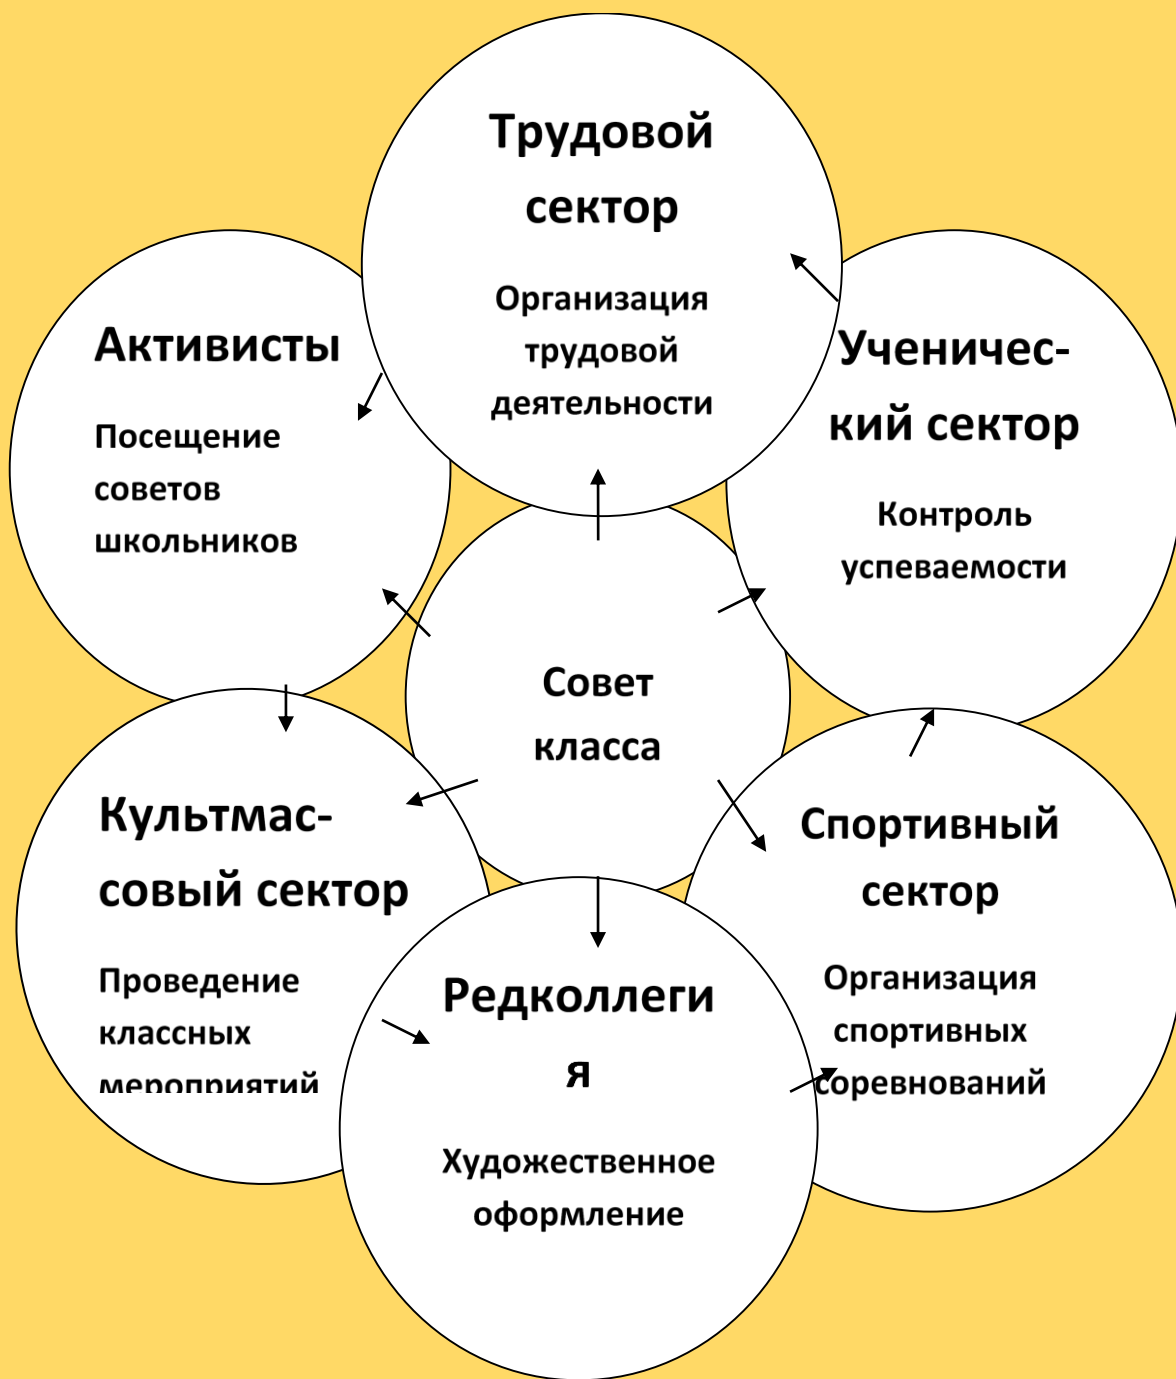 Трудовой
сектор
Организация
трудовой
деятельности
Активисты
Посещение
советов
школьников
Ученичес-
кий сектор
Контроль
успеваемости
Совет
класса
Культмас-
совый сектор
Проведение
классных
мероприятий
Спортивный
сектор
Организация
спортивных
соревнований
Редколлеги
я
Художественное
оформление